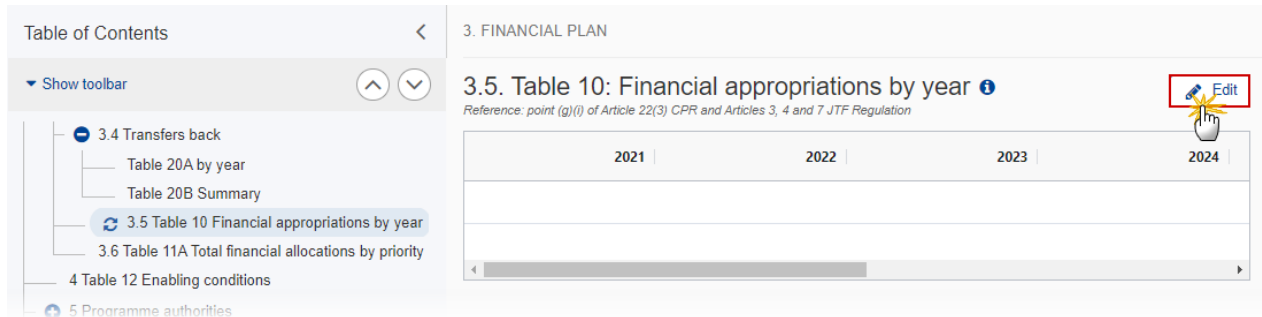 Table of Contents
Show toolbar
3.4 Transfers back
Table 20A by year
Table 20B Summary
3.5 Table 10 Financial appropriations by year
3.6 Table 11A Total financial allocations by priority
4 Table 12 Enabling conditions
5 Programme authorities
3. FINANCIAL PLAN
3.5. Table 10: Financial appropriations by year
Edit
Reference: point (g)(i) of Article 22(3) CPR and Articles 3, 4 and 7 JTF Regulation
2021 2022 2023 2024